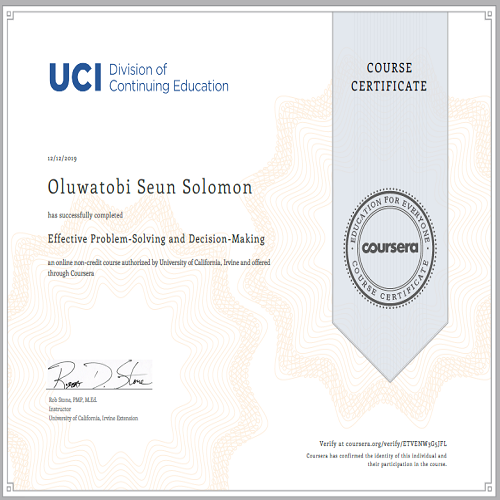 UCI Division of
Continuing Education
COURSE
CERTIFICATE
12/12/2019
Oluwatobi Seun Solomon
has successfully completed
Effective Problem-Solving and Decision-Making
an online non-credit course authorized by University of California, Irvine and offered
through Coursera
EDUCATION FOR EVERYONE
coursera
COURSE CERTIFICATE
Robert D. Stone
Rob Stone, PMP, M.Ed.
Instructor
University of California, Irvine Extension
Verify at coursera.org/verify/ETVENW3G5JFL
Coursera has confirmed the identity of this individual and
their participation in the course.